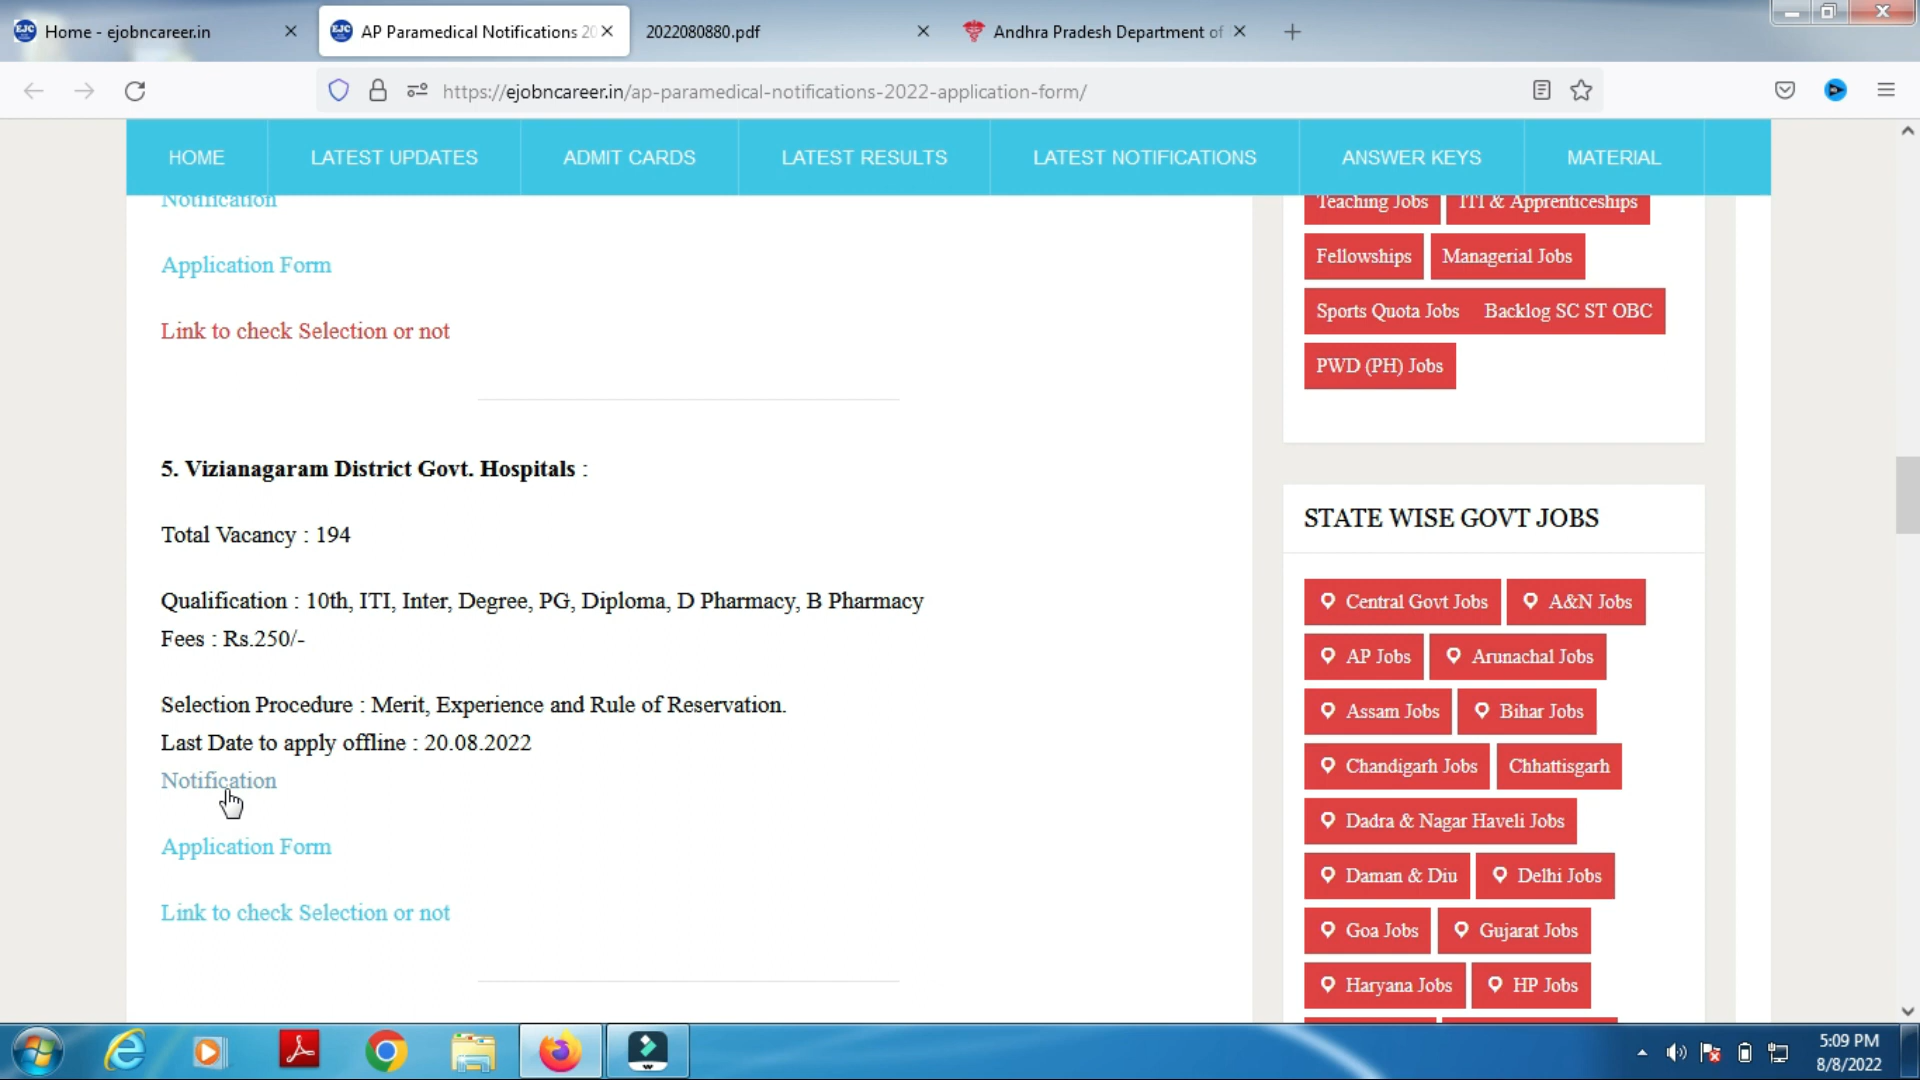 Home - ejobncareer.in
AP Paramedical Notifications 20
2022080880.pdf
Andhra Pradesh Department of
https://ejobncareer.in/ap-paramedical-notifications-2022-application-form/
HOME
LATEST UPDATES
ADMIT CARDS
LATEST RESULTS
LATEST NOTIFICATIONS
ANSWER KEYS
MATERIAL
Notification
Application Form
Link to check Selection or not
5. Vizianagaram District Govt. Hospitals :
Total Vacancy : 194
Qualification : 10th, ITI, Inter, Degree, PG, Diploma, D Pharmacy, B Pharmacy
Fees : Rs.250/-
Selection Procedure : Merit, Experience and Rule of Reservation.
Last Date to apply offline : 20.08.2022
Notification
Application Form
Link to check Selection or not
Teaching Jobs
ITI & Apprenticeships
Fellowships
Managerial Jobs
Sports Quota Jobs
Backlog SC ST OBC
PWD (PH) Jobs
STATE WISE GOVT JOBS
Central Govt Jobs
A&N Jobs
AP Jobs
Arunachal Jobs
Assam Jobs
Bihar Jobs
Chandigarh Jobs
Chhattisgarh
Dadra & Nagar Haveli Jobs
Daman & Diu
Delhi Jobs
Goa Jobs
Gujarat Jobs
Haryana Jobs
HP Jobs
5:09 PM
8/8/2022